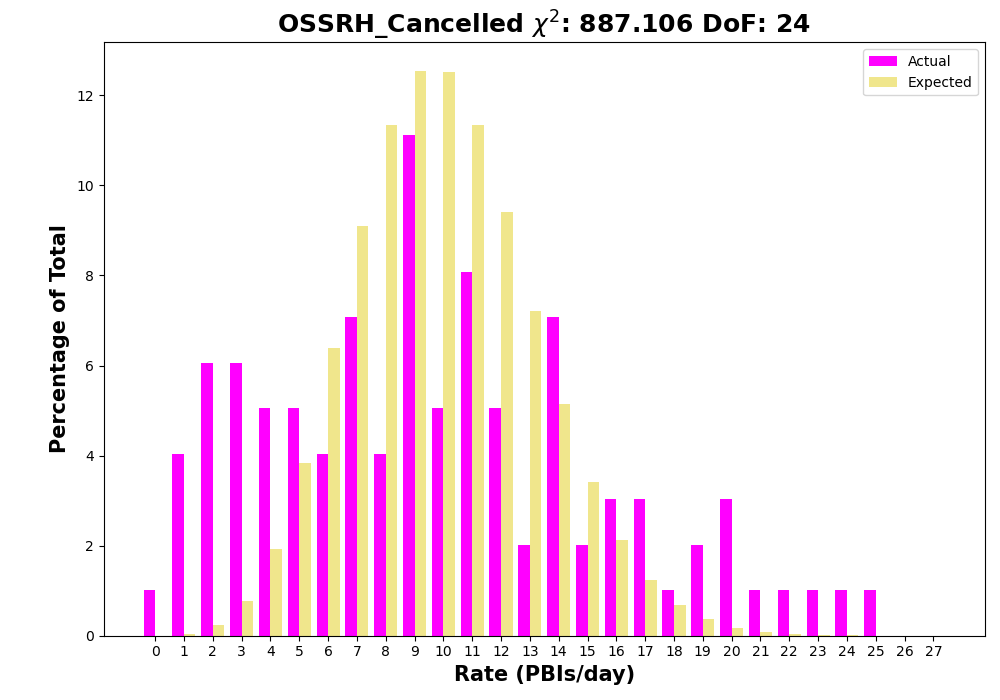 OSSRH_Cancelled χ²: 887.106 DoF: 24
Actual
Expected
Percentage of Total
12
10
8
6
4
2
0
0 1 2 3 4 5 6 7 8 9 10 11 12 13 14 15 16 17 18 19 20 21 22 23 24 25 26 27
Rate (PBIs/day)